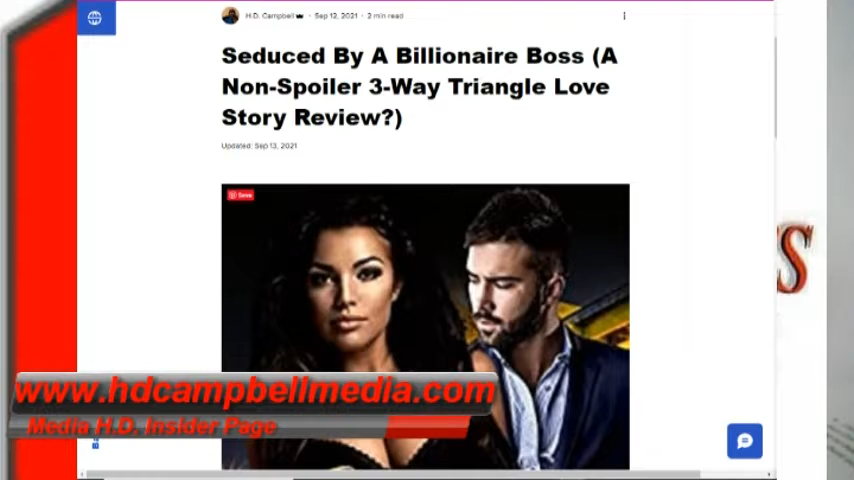 H.D. Campbell · Sep 12, 2021 · 2 min read
Seduced By A Billionaire Boss (A
Non-Spoiler 3-Way Triangle Love
Story Review?)
Updated: Sep 13, 2021
Save
www.hdcampbellmedia.com
Media H.D. Insider Page